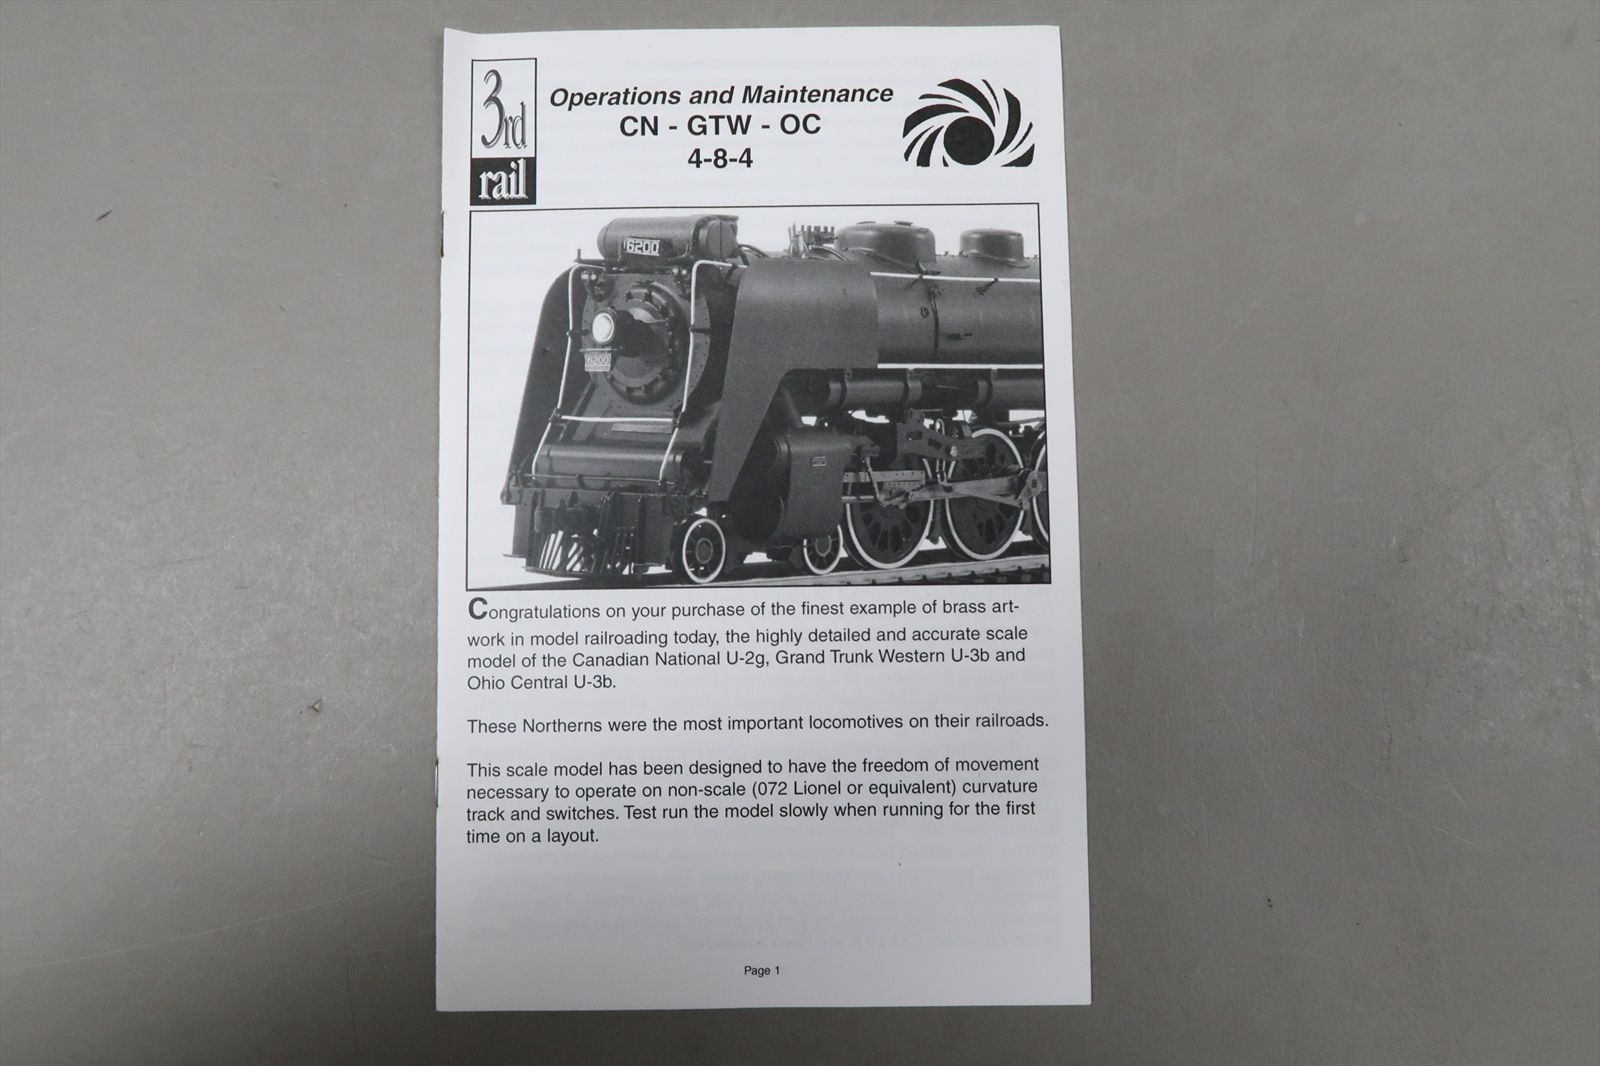 3rd
rail
Operations and Maintenance
CN - GTW - OC
4-8-4
6200
6200
Congratulations on your purchase of the finest example of brass art-
work in model railroading today, the highly detailed and accurate scale
model of the Canadian National U-2g, Grand Trunk Western U-3b and
Ohio Central U-3b.
These Northerns were the most important locomotives on their railroads.
This scale model has been designed to have the freedom of movement
necessary to operate on non-scale (072 Lionel or equivalent) curvature
track and switches. Test run the model slowly when running for the first
time on a layout.
Page 1